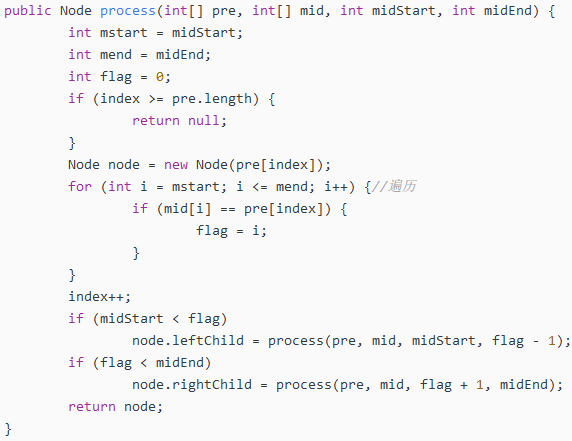 public Node process(int[] pre, int[] mid, int midStart, int midEnd) {
        int mstart = midStart;
        int mend = midEnd;
        int flag = 0;
        if (index >= pre.length) {
                return null;
        }
        Node node = new Node(pre[index]);
        for (int i = mstart; i <= mend; i++) {//遍历
                if (mid[i] == pre[index]) {
                        flag = i;
                }
        }
        index++;
        if (midStart < flag)
                node.leftChild = process(pre, mid, midStart, flag - 1);
        if (flag < midEnd)
                node.rightChild = process(pre, mid, flag + 1, midEnd);
        return node;
}